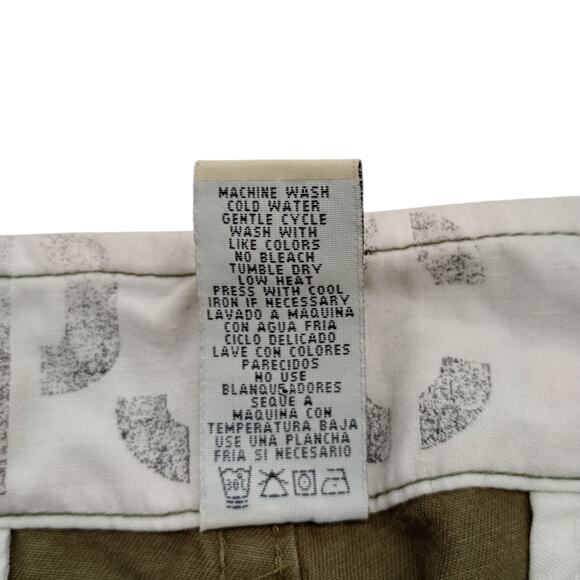 MACHINE WASH
COLD WATER
GENTLE CYCLE
WASH WITH
LIKE COLORS
NO BLEACH
TUMBLE DRY
LOW HEAT
PRESS WITH COOL
IRON IF NECESSARY
LAVADO A MAQUINA
CON AGUA FRIA
CICLO DELICADO
LAVE CON COLORES
PARECIDOS
NO USE
BLANQUEADORES
SEQUE A
MAQUINA CON
TEMPERATURA BAJA
USE UNA PLANCHA
FRIA SI NECESARIO
30°